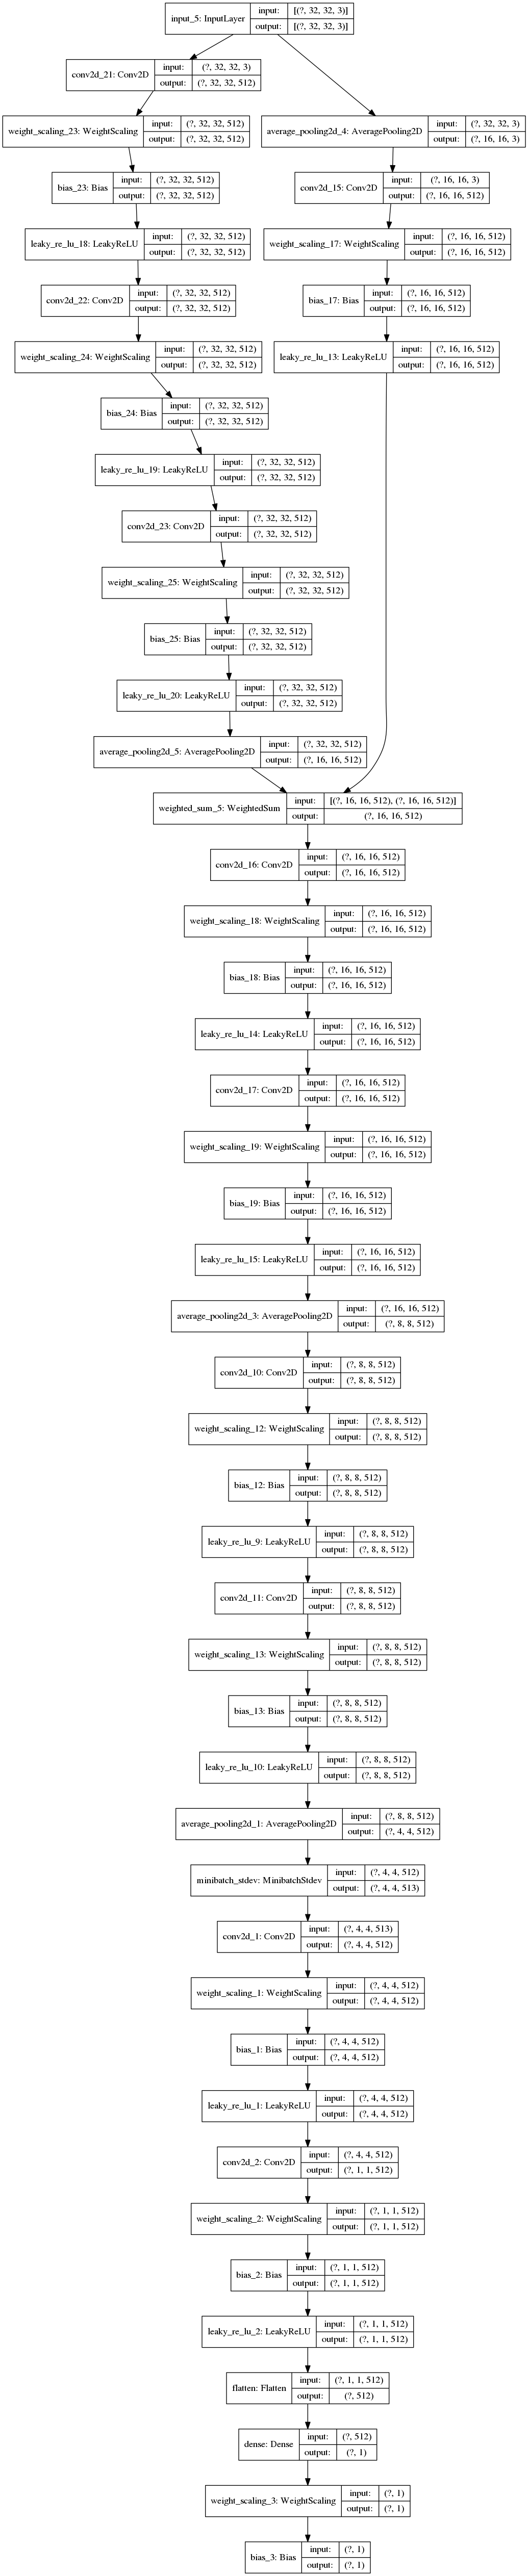 input_5: InputLayer input: [(?, 32, 32, 3)]
output: [(?, 32, 32, 3)]
conv2d_21: Conv2D input: (?, 32, 32, 3)
output: (?, 32, 32, 512)
weight_scaling_23: WeightScaling input: (?, 32, 32, 512)
output: (?, 32, 32, 512)
average_pooling2d_4: AveragePooling2D input: (?, 32, 32, 3)
output: (?, 16, 16, 3)
bias_23: Bias input: (?, 32, 32, 512)
output: (?, 32, 32, 512)
conv2d_15: Conv2D input: (?, 16, 16, 3)
output: (?, 16, 16, 512)
leaky_re_lu_18: LeakyReLU input: (?, 32, 32, 512)
output: (?, 32, 32, 512)
weight_scaling_17: WeightScaling input: (?, 16, 16, 512)
output: (?, 16, 16, 512)
conv2d_22: Conv2D input: (?, 32, 32, 512)
output: (?, 32, 32, 512)
bias_17: Bias input: (?, 16, 16, 512)
output: (?, 16, 16, 512)
weight_scaling_24: WeightScaling input: (?, 32, 32, 512)
output: (?, 32, 32, 512)
leaky_re_lu_13: LeakyReLU input: (?, 16, 16, 512)
output: (?, 16, 16, 512)
bias_24: Bias input: (?, 32, 32, 512)
output: (?, 32, 32, 512)
leaky_re_lu_19: LeakyReLU input: (?, 32, 32, 512)
output: (?, 32, 32, 512)
conv2d_23: Conv2D input: (?, 32, 32, 512)
output: (?, 32, 32, 512)
weight_scaling_25: WeightScaling input: (?, 32, 32, 512)
output: (?, 32, 32, 512)
bias_25: Bias input: (?, 32, 32, 512)
output: (?, 32, 32, 512)
leaky_re_lu_20: LeakyReLU input: (?, 32, 32, 512)
output: (?, 32, 32, 512)
average_pooling2d_5: AveragePooling2D input: (?, 32, 32, 512)
output: (?, 16, 16, 512)
weighted_sum_5: WeightedSum input: [(?, 16, 16, 512), (?, 16, 16, 512)]
output: (?, 16, 16, 512)
conv2d_16: Conv2D input: (?, 16, 16, 512)
output: (?, 16, 16, 512)
weight_scaling_18: WeightScaling input: (?, 16, 16, 512)
output: (?, 16, 16, 512)
bias_18: Bias input: (?, 16, 16, 512)
output: (?, 16, 16, 512)
leaky_re_lu_14: LeakyReLU input: (?, 16, 16, 512)
output: (?, 16, 16, 512)
conv2d_17: Conv2D input: (?, 16, 16, 512)
output: (?, 16, 16, 512)
weight_scaling_19: WeightScaling input: (?, 16, 16, 512)
output: (?, 16, 16, 512)
bias_19: Bias input: (?, 16, 16, 512)
output: (?, 16, 16, 512)
leaky_re_lu_15: LeakyReLU input: (?, 16, 16, 512)
output: (?, 16, 16, 512)
average_pooling2d_3: AveragePooling2D input: (?, 16, 16, 512)
output: (?, 8, 8, 512)
conv2d_10: Conv2D input: (?, 8, 8, 512)
output: (?, 8, 8, 512)
weight_scaling_12: WeightScaling input: (?, 8, 8, 512)
output: (?, 8, 8, 512)
bias_12: Bias input: (?, 8, 8, 512)
output: (?, 8, 8, 512)
leaky_re_lu_9: LeakyReLU input: (?, 8, 8, 512)
output: (?, 8, 8, 512)
conv2d_11: Conv2D input: (?, 8, 8, 512)
output: (?, 8, 8, 512)
weight_scaling_13: WeightScaling input: (?, 8, 8, 512)
output: (?, 8, 8, 512)
bias_13: Bias input: (?, 8, 8, 512)
output: (?, 8, 8, 512)
leaky_re_lu_10: LeakyReLU input: (?, 8, 8, 512)
output: (?, 8, 8, 512)
average_pooling2d_1: AveragePooling2D input: (?, 8, 8, 512)
output: (?, 4, 4, 512)
minibatch_stdev: MinibatchStdev input: (?, 4, 4, 512)
output: (?, 4, 4, 513)
conv2d_1: Conv2D input: (?, 4, 4, 513)
output: (?, 4, 4, 512)
weight_scaling_1: WeightScaling input: (?, 4, 4, 512)
output: (?, 4, 4, 512)
bias_1: Bias input: (?, 4, 4, 512)
output: (?, 4, 4, 512)
leaky_re_lu_1: LeakyReLU input: (?, 4, 4, 512)
output: (?, 4, 4, 512)
conv2d_2: Conv2D input: (?, 4, 4, 512)
output: (?, 1, 1, 512)
weight_scaling_2: WeightScaling input: (?, 1, 1, 512)
output: (?, 1, 1, 512)
bias_2: Bias input: (?, 1, 1, 512)
output: (?, 1, 1, 512)
leaky_re_lu_2: LeakyReLU input: (?, 1, 1, 512)
output: (?, 1, 1, 512)
flatten: Flatten input: (?, 1, 1, 512)
output: (?, 512)
dense: Dense input: (?, 512)
output: (?, 1)
weight_scaling_3: WeightScaling input: (?, 1)
output: (?, 1)
bias_3: Bias input: (?, 1)
output: (?, 1)